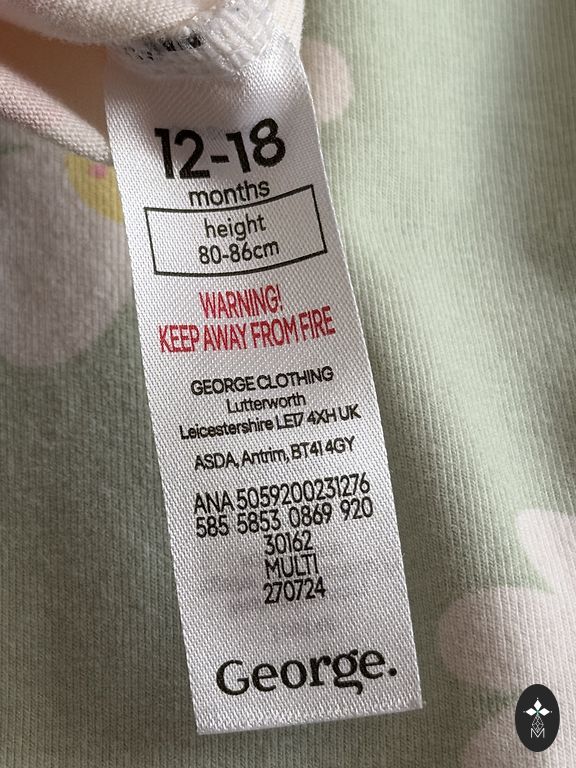 12-18
months
height
80-86cm
WARNING!
KEEP AWAY FROM FIRE
GEORGE CLOTHING
Lutterworth
Leicestershire LE17 4XH UK
ASDA, Antrim, BT41 4GY
ANA 5059200231276
585 5853 0869 920
30162
MULTI
270724
George.
M